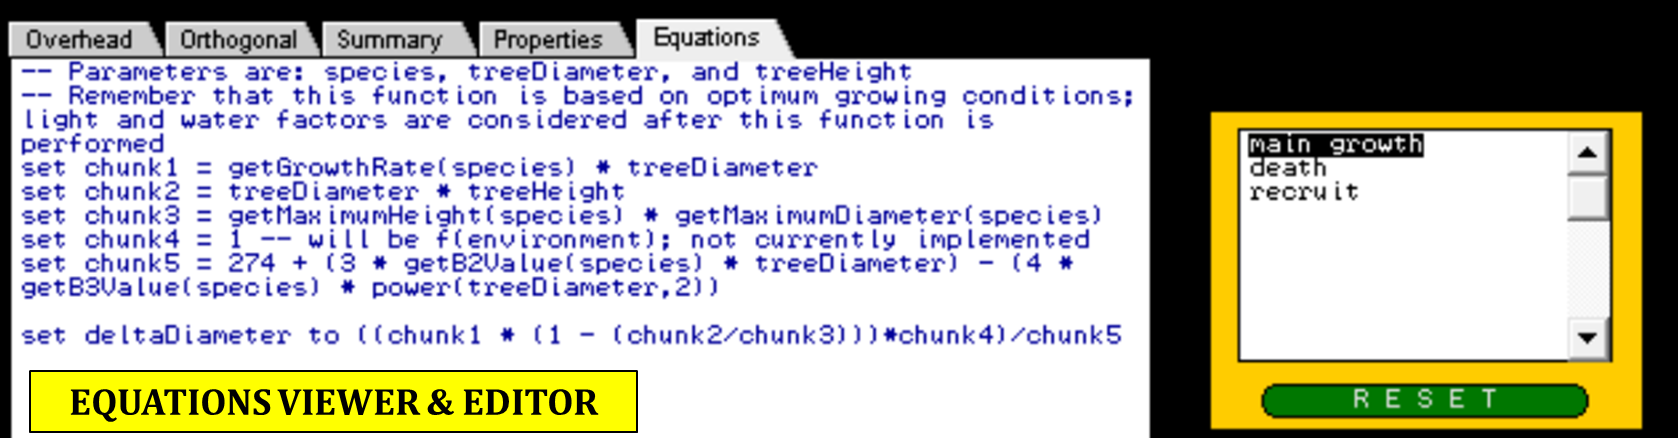 Overhead Orthogonal Summary Properties Equations
-- Parameters are: species, treeDiameter, and treeHeight
-- Remember that this function is based on optimum growing conditions;
light and water factors are considered after this function is
performed
set chunk1 = getGrowthRate(species) * treeDiameter
set chunk2 = treeDiameter * treeHeight
set chunk3 = getMaximumHeight(species) * getMaximumDiameter(species)
set chunk4 = 1 -- will be f(environment); not currently implemented
set chunk5 = 274 + (3 * getB2Value(species) * treeDiameter) - (4 *
getB3Value(species) * power(treeDiameter,2))
set deltaDiameter to ((chunk1 * (1 - (chunk2/chunk3)))*chunk4)/chunk5
EQUATIONS VIEWER & EDITOR
main growth
death
recruit
RESET